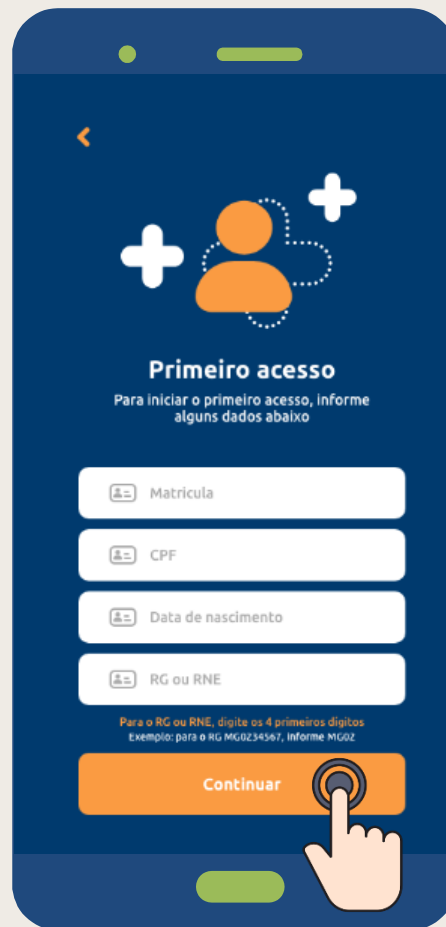 Primeiro acesso
Para iniciar o primeiro acesso, informe
alguns dados abaixo
Matricula
CPF
Data de nascimento
RG ou RNE
Para o RG ou RNE, digite os 4 primeiros digitos
Exemplo: para o RG MG0234567, Informe MG02
Continuar